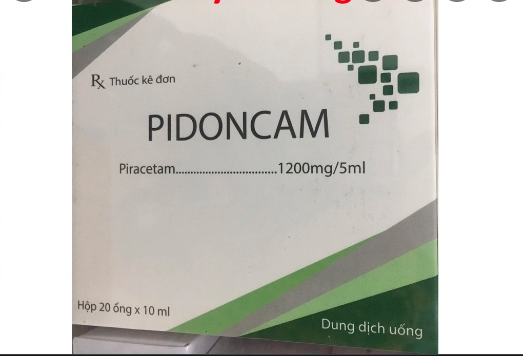 Rx Thuốc kê đơn
PIDONCAM
Piracetam..................................1200mg/5ml
Hộp 20 ống x 10 ml
Dung dịch uống